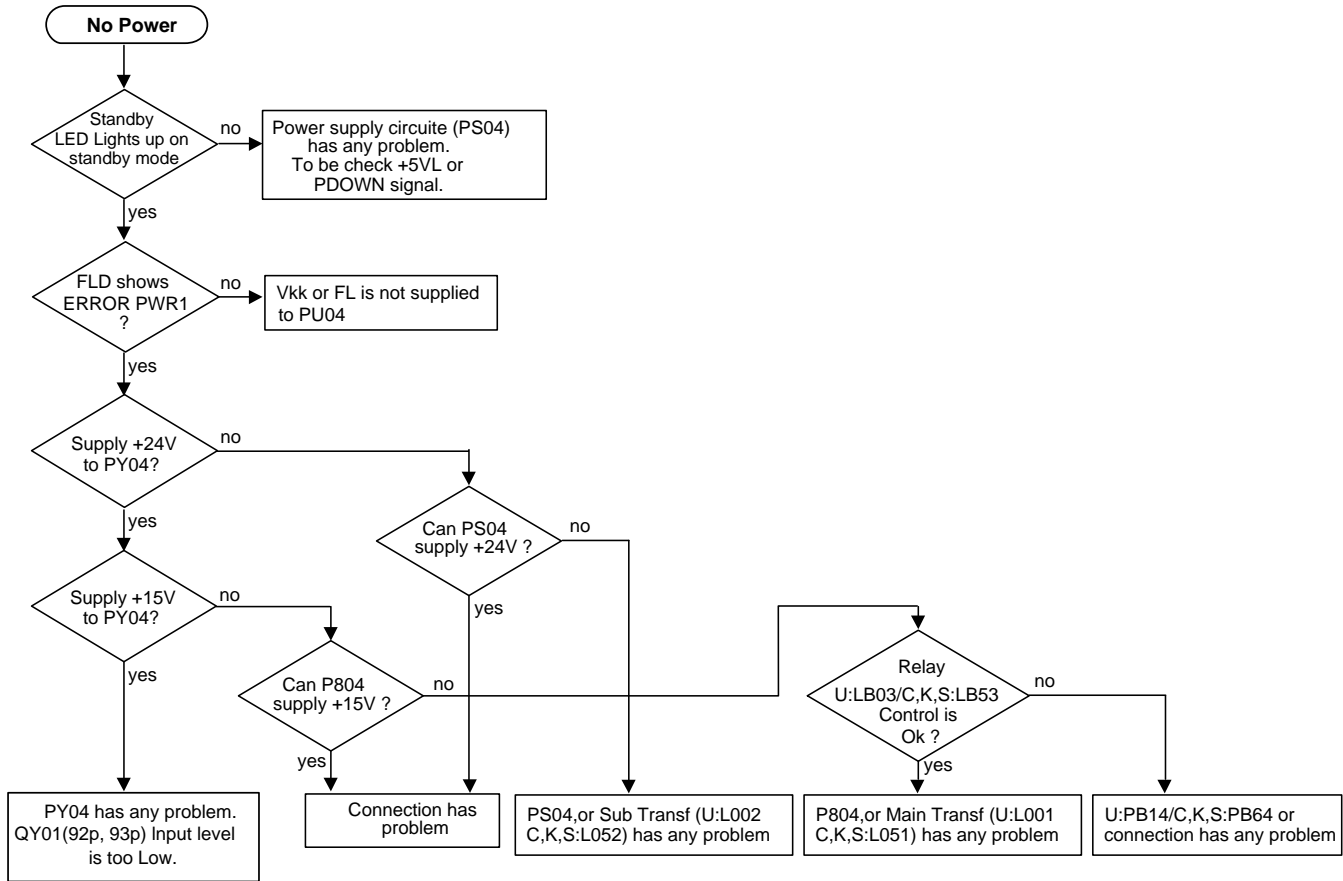 No Power
Standby
LED Lights up on
standby mode
no
Power supply circuite (PS04)
has any problem.
To be check +5VL or
PDOWN signal.
yes
FLD shows
ERROR PWR1
?
no
Vkk or FL is not supplied
to PU04
yes
Supply +24V
to PY04?
no
yes
Can PS04
supply +24V ?
no
yes
Supply +15V
to PY04?
no
yes
Can P804
supply +15V ?
no
yes
Relay
U:LB03/C,K,S:LB53
Control is
Ok ?
no
yes
PY04 has any problem.
QY01(92p, 93p) Input level
is too Low.
Connection has
problem
PS04,or Sub Transf (U:L002
C,K,S:L052) has any problem
P804,or Main Transf (U:L001
C,K,S:L051) has any problem
U:PB14/C,K,S:PB64 or
connection has any problem